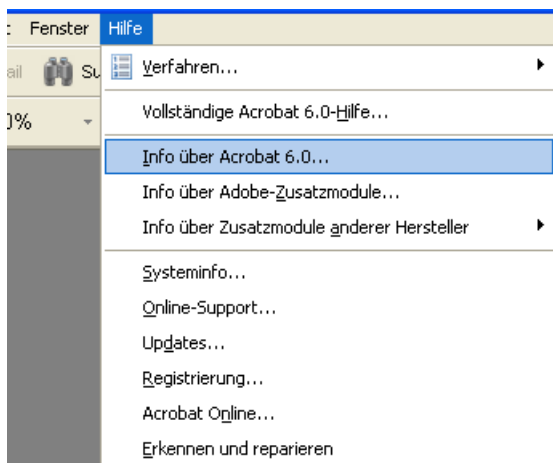 Fenster Hilfe
Verfahren...
Vollständige Acrobat 6.0-Hilfe...
0%
Info über Acrobat 6.0...
Info über Adobe-Zusatzmodule...
Info über Zusatzmodule anderer Hersteller
Systeminfo...
Online-Support...
Updates...
Registrierung...
Acrobat Online...
Erkennen und reparieren